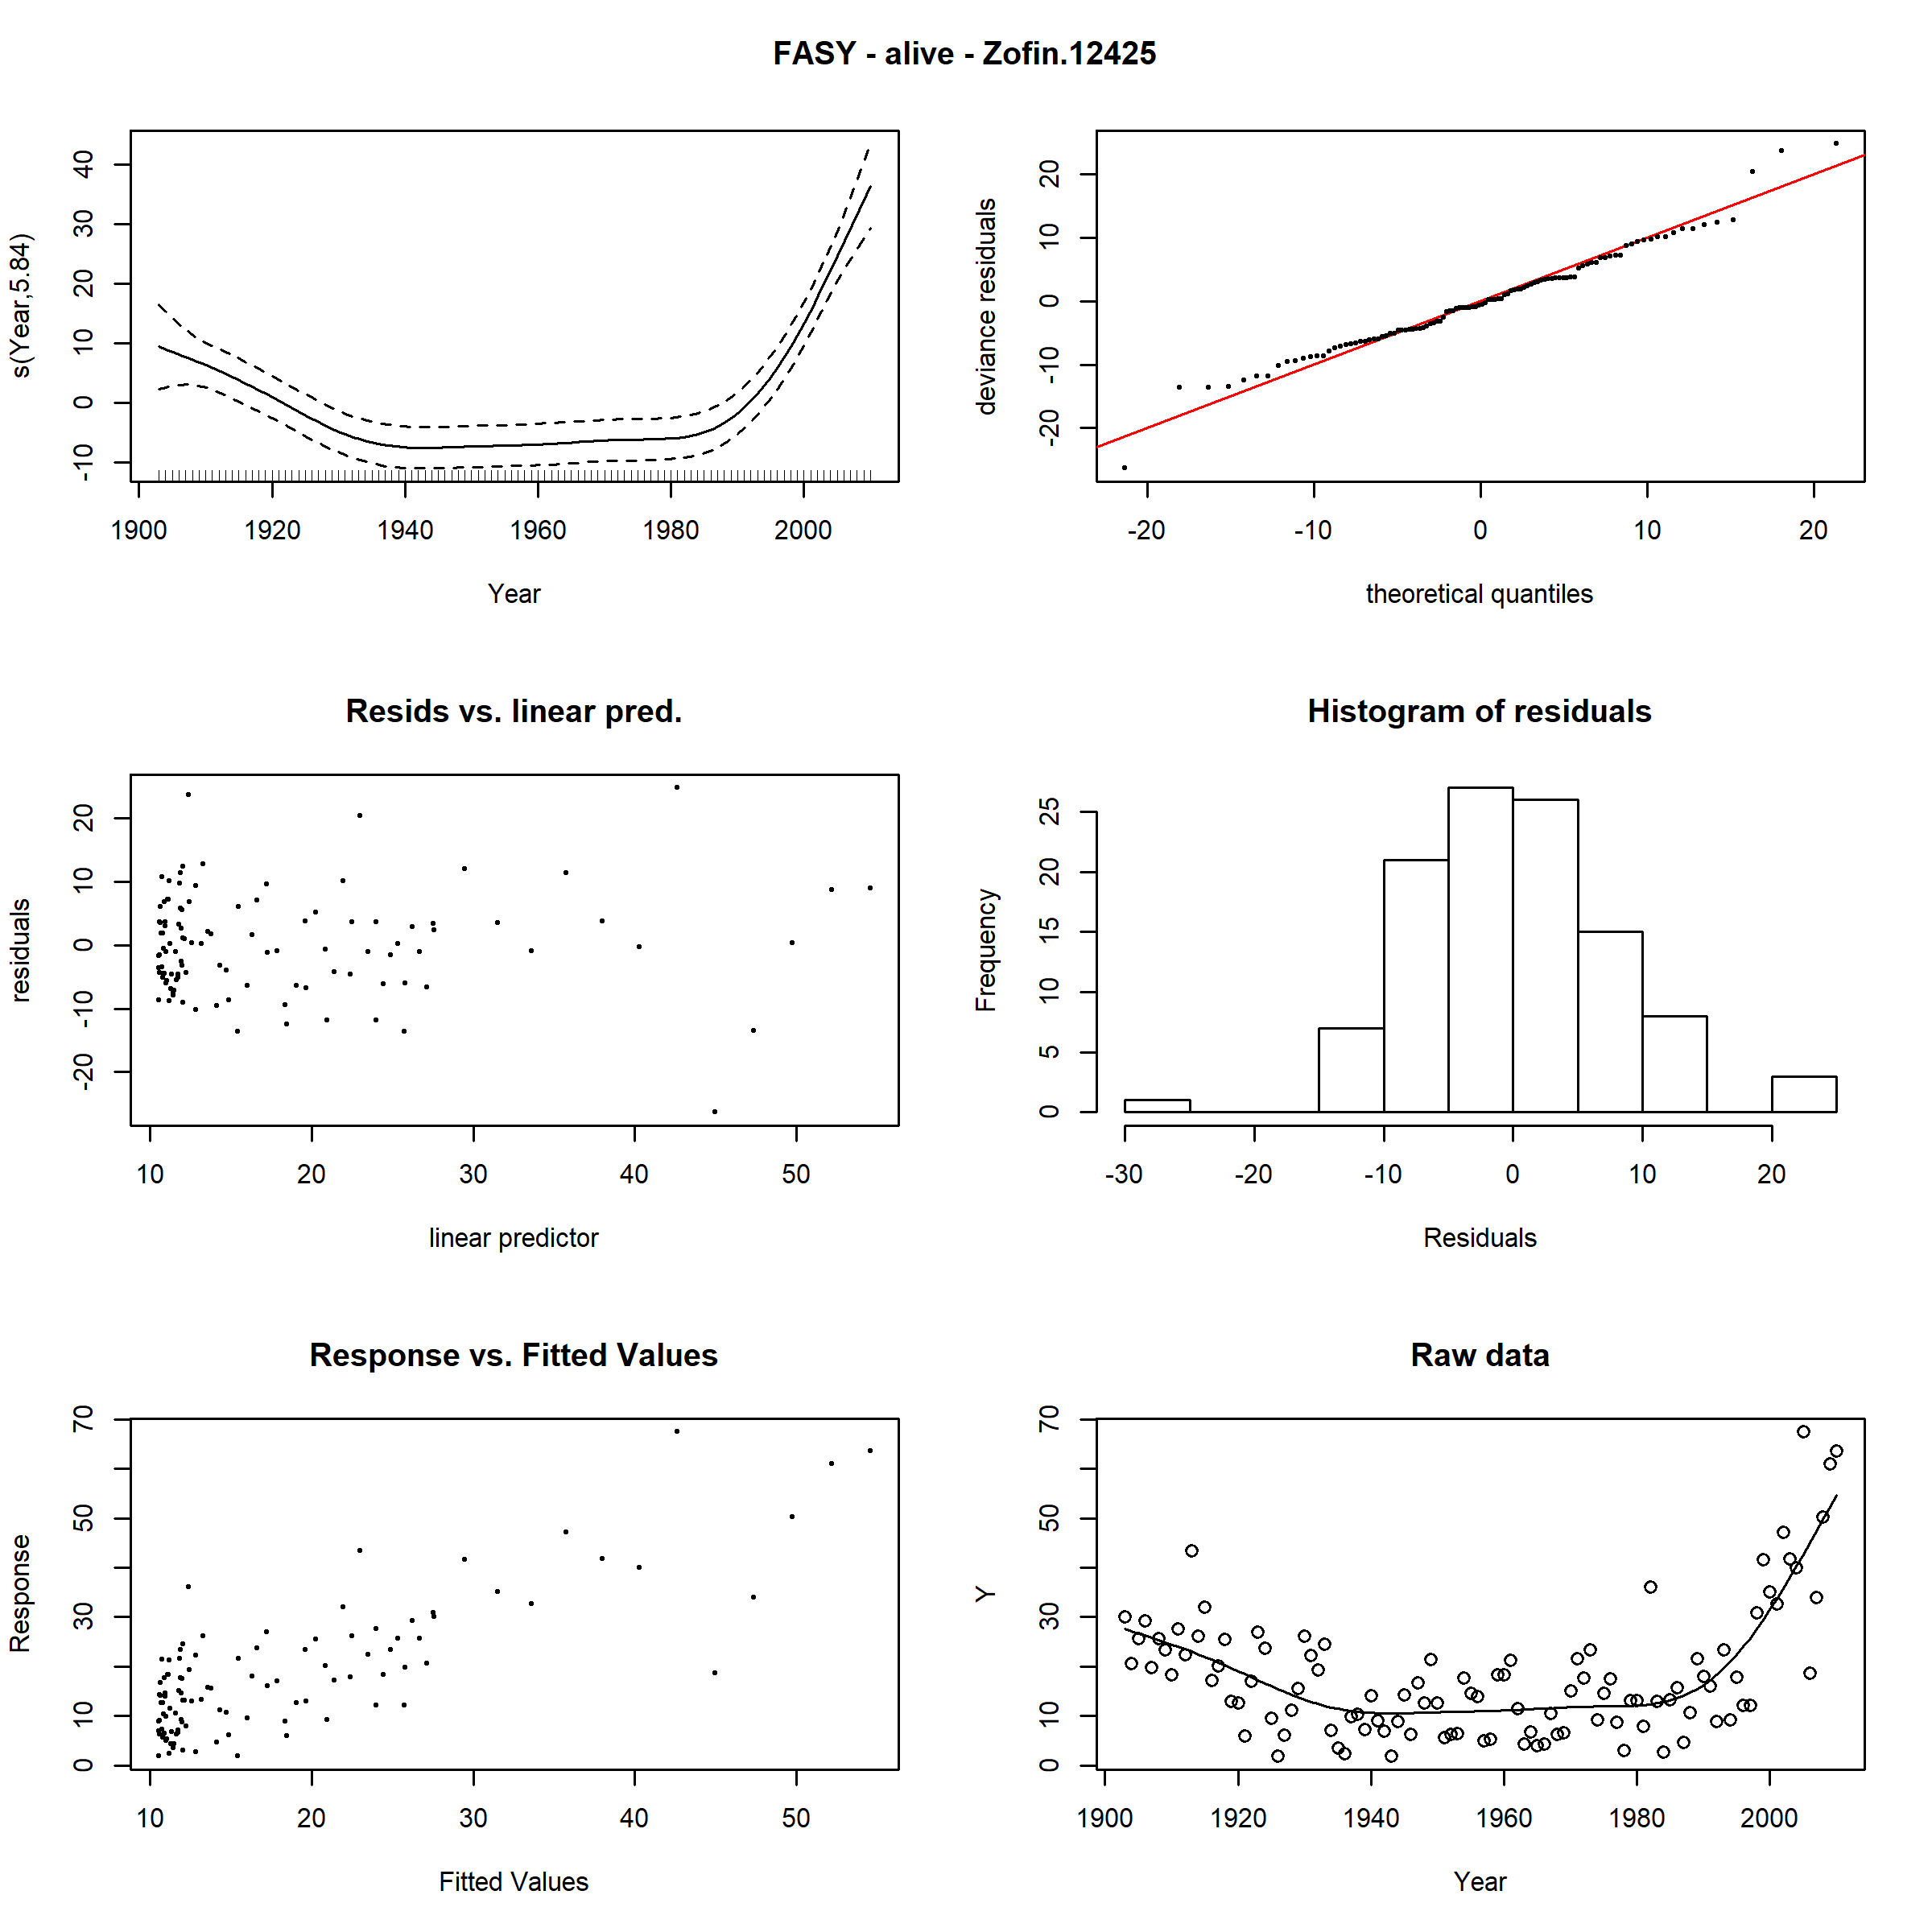 FASY - alive - Zofin.12425
s(Year,5.84)
-10 0 10 20 30 40
1900 1920 1940 1960 1980 2000
Year
deviance residuals
-20 -10 0 10 20
-20 -10 0 10 20
theoretical quantiles
Resids vs. linear pred.
residuals
-20 -10 0 10 20
10 20 30 40 50
linear predictor
Histogram of residuals
Frequency
0 5 10 15 20 25
-30 -20 -10 0 10 20
Residuals
Response vs. Fitted Values
Response
0 10 30 50 70
10 20 30 40 50
Fitted Values
Raw data
Y
0 10 30 50 70
1900 1920 1940 1960 1980 2000
Year